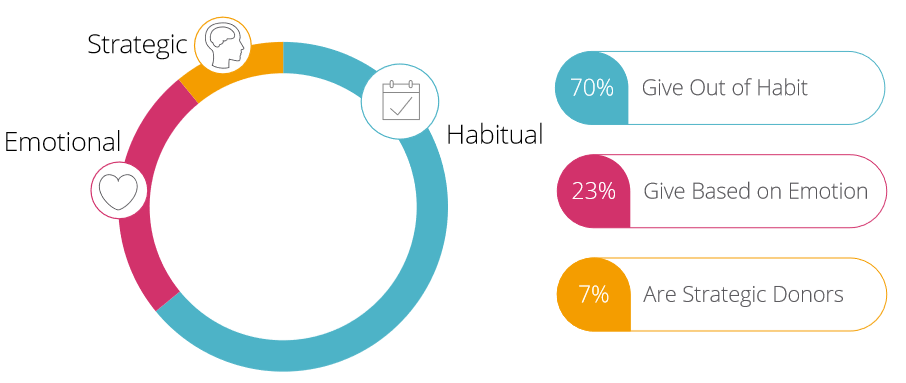 Strategic
Emotional
Habitual
70% Give Out of Habit
23% Give Based on Emotion
7% Are Strategic Donors